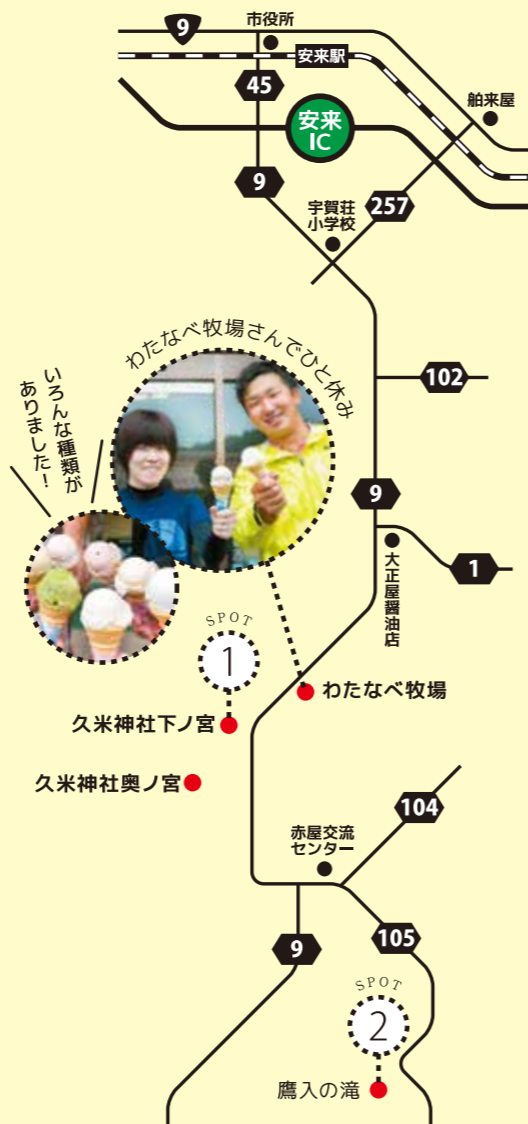 市役所
9
安来駅
45
舶来屋
安来
IC
9
257
宇賀荘
小学校
わたなべ牧場さんでひと休み
102
いろんな種類が
ありました！
9
大正屋醤油店
1
SPOT
1
わたなべ牧場
久米神社下ノ宮
久米神社奥ノ宮
104
赤屋交流
センター
9
105
SPOT
2
鷹入の滝